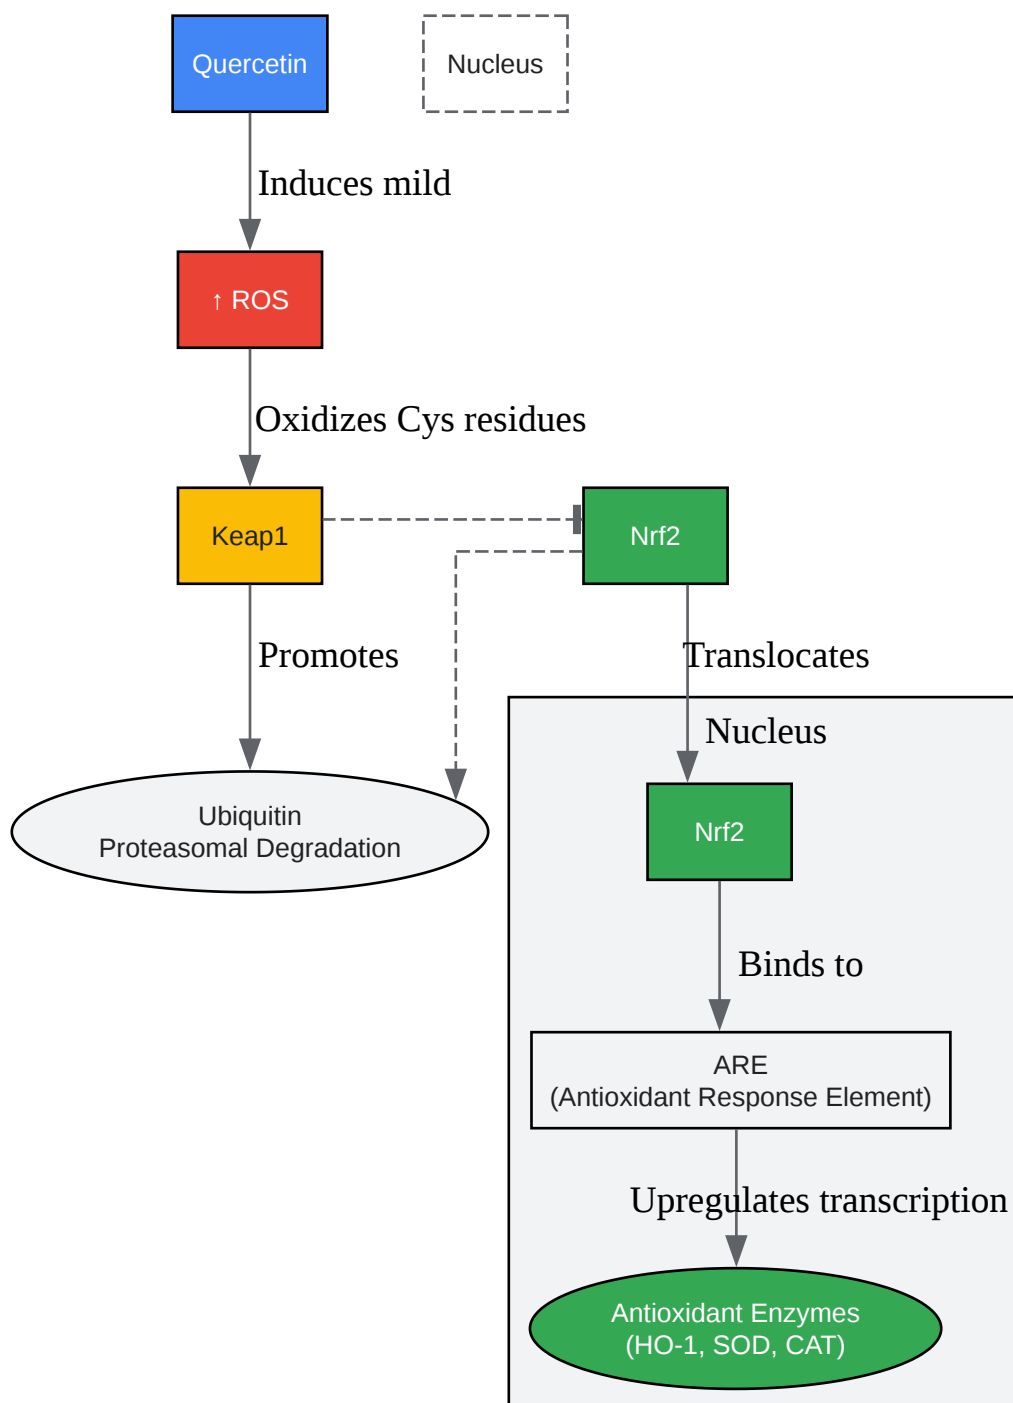 Quercetin
Nucleus
Induces mild
↑ ROS
Oxidizes Cys residues
Keap1
Nrf2
Promotes
Translocates
Nucleus
Ubiquitin
Proteasomal Degradation
Nrf2
Binds to
ARE
(Antioxidant Response Element)
Upregulates transcription
Antioxidant Enzymes
(HO-1, SOD, CAT)